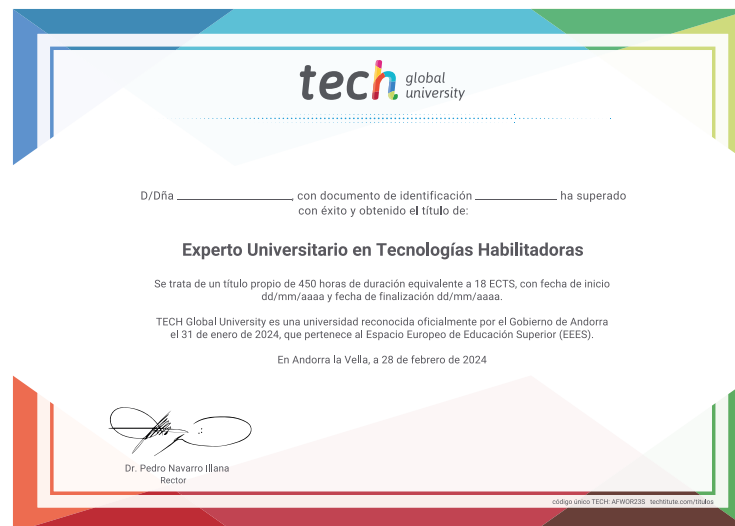 tech global university
D/Dña ______________, con documento de identificación __________ ha superado
con éxito y obtenido el título de:
Experto Universitario en Tecnologías Habilitadoras
Se trata de un título propio de 450 horas de duración equivalente a 18 ECTS, con fecha de inicio
dd/mm/aaaa y fecha de finalización dd/mm/aaaa.
TECH Global University es una universidad reconocida oficialmente por el Gobierno de Andorra
el 31 de enero de 2024, que pertenece al Espacio Europeo de Educación Superior (EEES).
En Andorra la Vella, a 28 de febrero de 2024
Dr. Pedro Navarro Illana
Rector
código único TECH: AFWOR23S techtitute.com/titulos